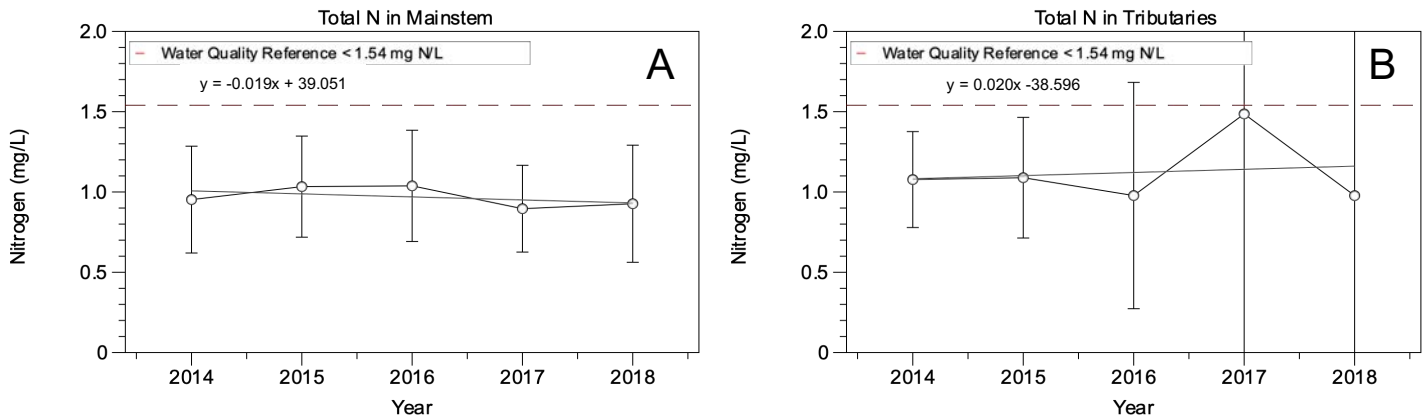 Total N in Mainstem
2.0
Water Quality Reference < 1.54 mg N/L
A
y = -0.019x + 39.051
1.5
1.0
0.5
0
Nitrogen (mg/L)
2014 2015 2016 2017 2018
Year
Total N in Tributaries
2.0
Water Quality Reference < 1.54 mg N/L
B
y = 0.020x -38.596
1.5
1.0
0.5
0
Nitrogen (mg/L)
2014 2015 2016 2017 2018
Year